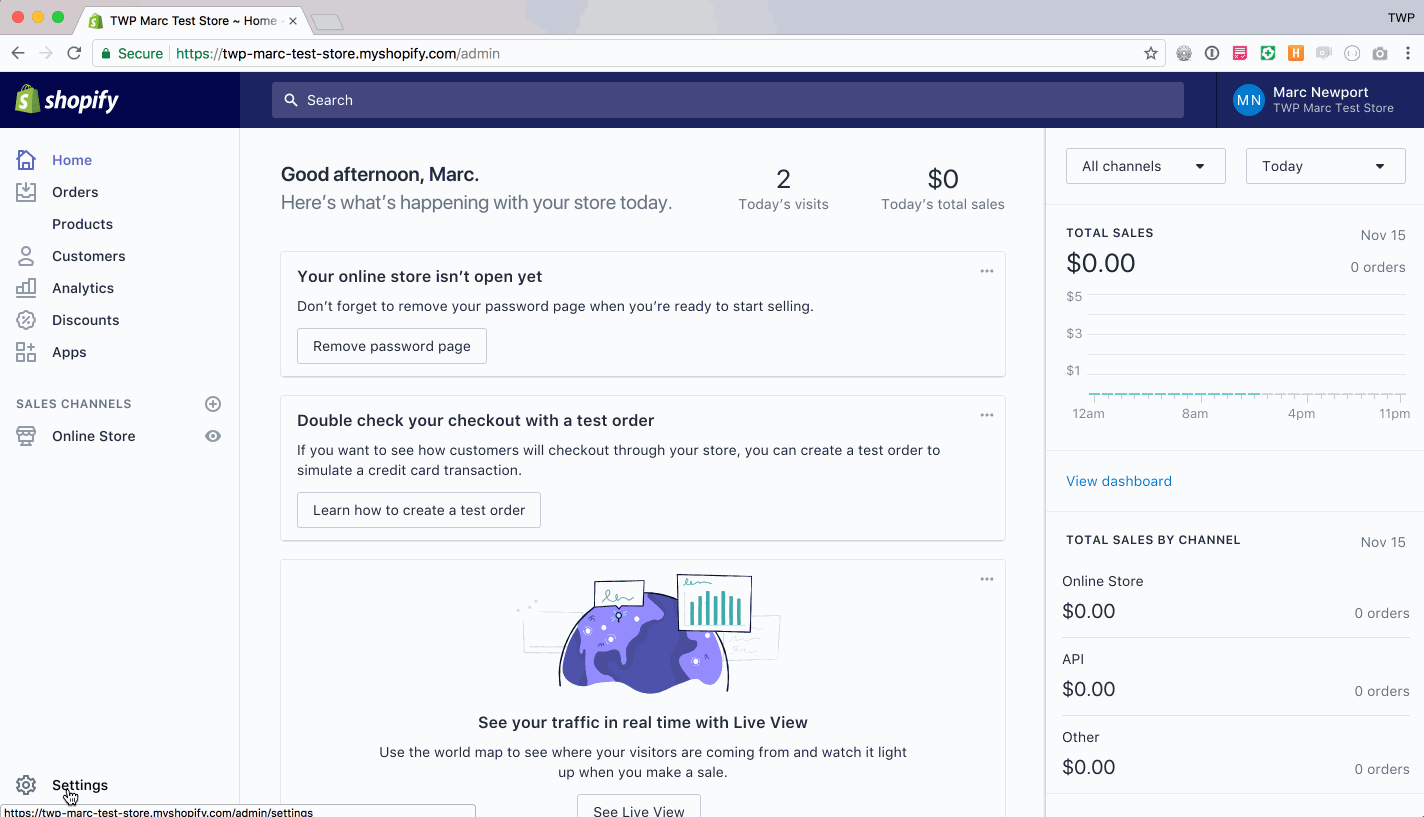 TWP Marc Test Store ~ Home
TWP
Secure
https://twp-marc-test-store.myshopify.com/admin
shopify
Search
MN
Marc Newport
TWP Marc Test Store
Home
Orders
Products
Customers
Analytics
Discounts
Apps
SALES CHANNELS
Online Store
Settings
https://twp-marc-test-store.myshopify.com/admin/settings
Good afternoon, Marc.
Here’s what’s happening with your store today.
2
Today’s visits
$0
Today’s total sales
Your online store isn’t open yet
Don’t forget to remove your password page when you’re ready to start selling.
Remove password page
Double check your checkout with a test order
If you want to see how customers will checkout through your store, you can create a test order to
simulate a credit card transaction.
Learn how to create a test order
See your traffic in real time with Live View
Use the world map to see where your visitors are coming from and watch it light
up when you make a sale.
See Live View
All channels
Today
TOTAL SALES
Nov 15
$0.00
0 orders
$5
$3
$1
12am
8am
4pm
11pm
View dashboard
TOTAL SALES BY CHANNEL
Nov 15
Online Store
$0.00
0 orders
API
$0.00
0 orders
Other
$0.00
0 orders